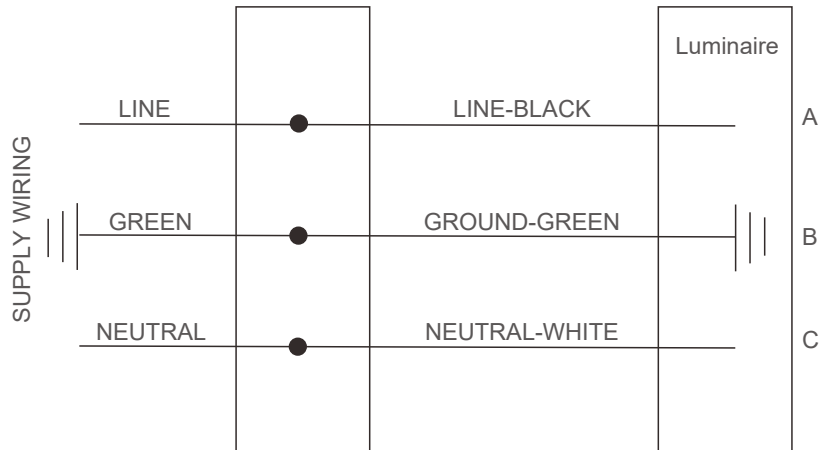 Luminaire
LINE
LINE-BLACK
A
SUPPLY WIRING
GREEN
GROUND-GREEN
B
NEUTRAL
NEUTRAL-WHITE
C